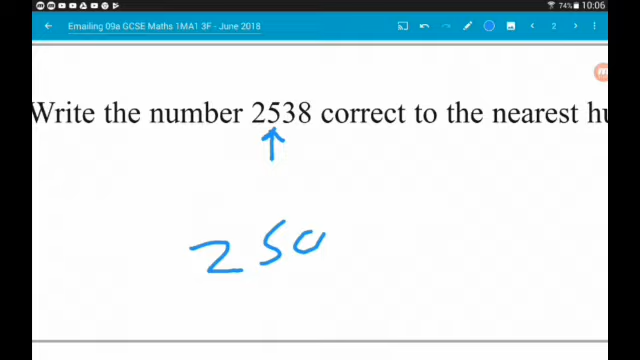 74% 10:06
Emailing 09a GCSE Maths 1MA1 3F - June 2018
2
Write the number 2538 correct to the nearest hu
250